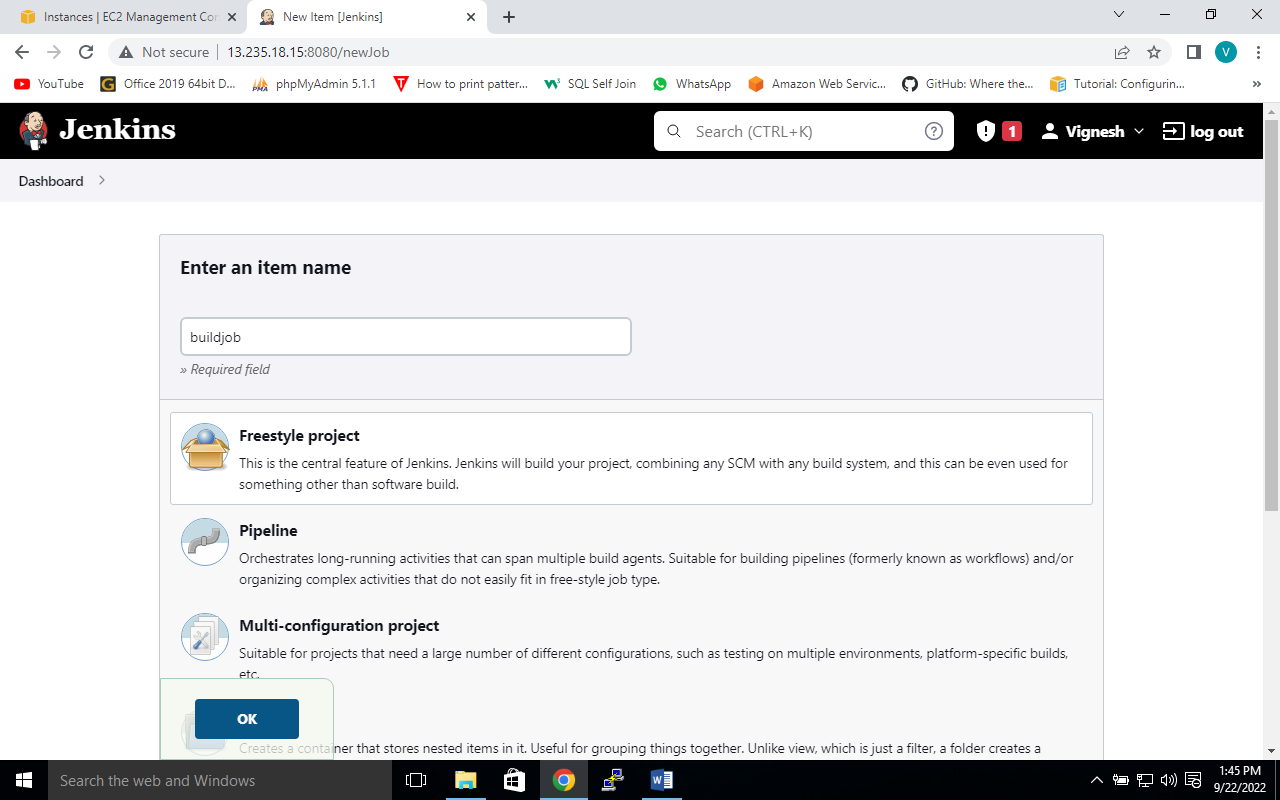 Instances | EC2 Management Con
New Item [Jenkins]
Not secure
13.235.18.15:8080/newJob
V
YouTube
Office 2019 64bit D...
phpMyAdmin 5.1.1
How to print patter...
SQL Self Join
WhatsApp
Amazon Web Servic...
GitHub: Where the...
Tutorial: Configurin...
»
Jenkins
Search (CTRL+K)
1
Vignesh
log out
Dashboard
Enter an item name
buildjob
» Required field
Freestyle project
This is the central feature of Jenkins. Jenkins will build your project, combining any SCM with any build system, and this can be even used for
something other than software build.
Pipeline
Orchestrates long-running activities that can span multiple build agents. Suitable for building pipelines (formerly known as workflows) and/or
organizing complex activities that do not easily fit in free-style job type.
Multi-configuration project
Suitable for projects that need a large number of different configurations, such as testing on multiple environments, platform-specific builds,
etc.
OK
Creates a container that stores nested items in it. Useful for grouping things together. Unlike view, which is just a filter, a folder creates a
Search the web and Windows
1:45 PM
9/22/2022